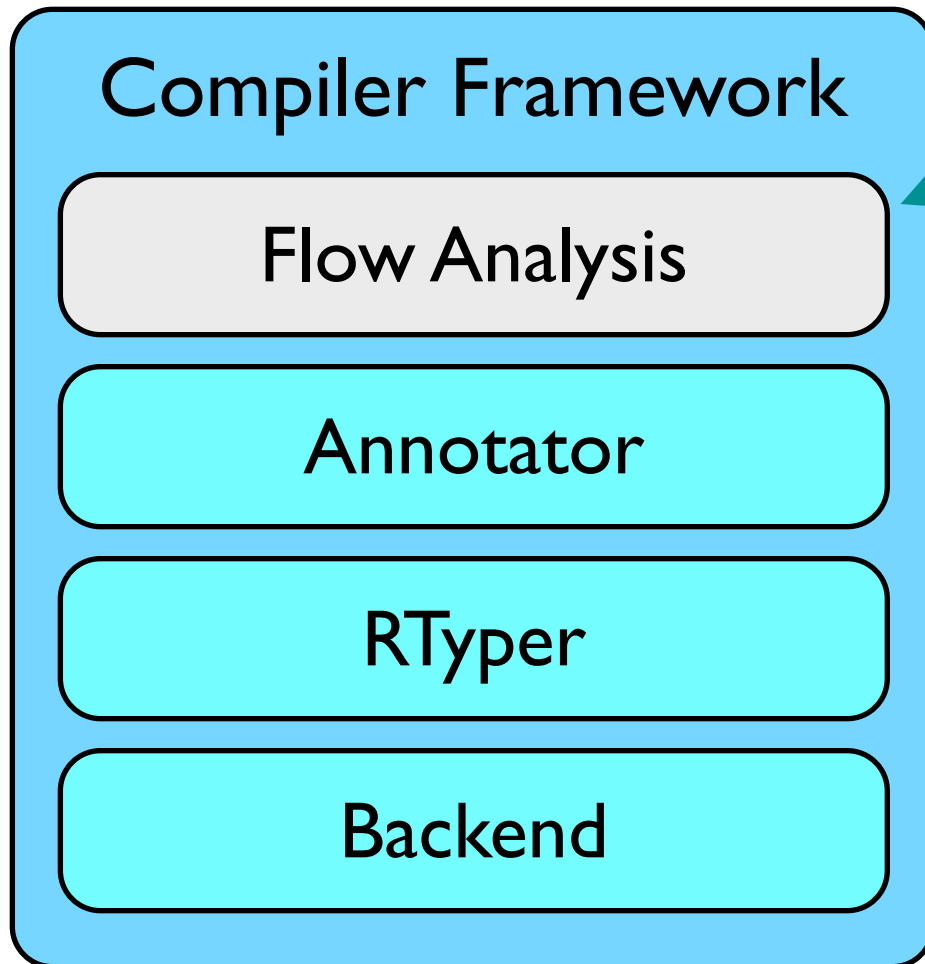 Compiler Framework
Flow Analysis
Annotator
RTyper
Backend